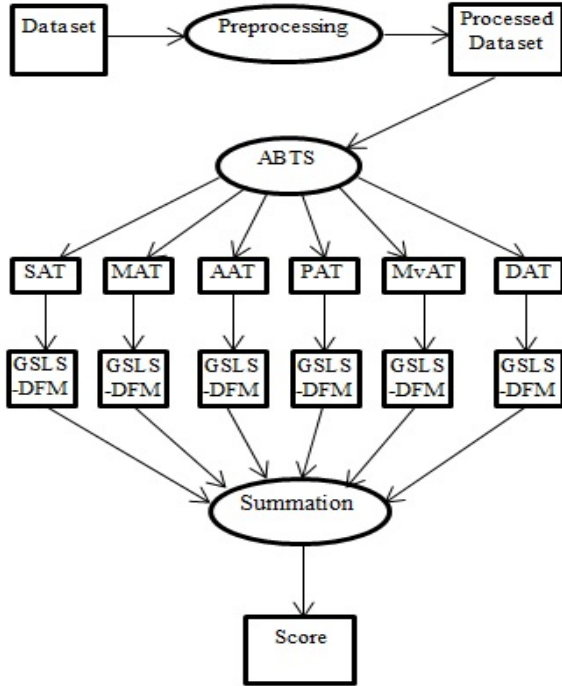 Dataset
Preprocessing
Processed
Dataset
ABTS
SAT
MAT
AAT
PAT
MvAT
DAT
GSLS
-DFM
GSLS
-DFM
GSLS
-DFM
GSLS
-DFM
GSLS
-DFM
GSLS
-DFM
Summation
Score